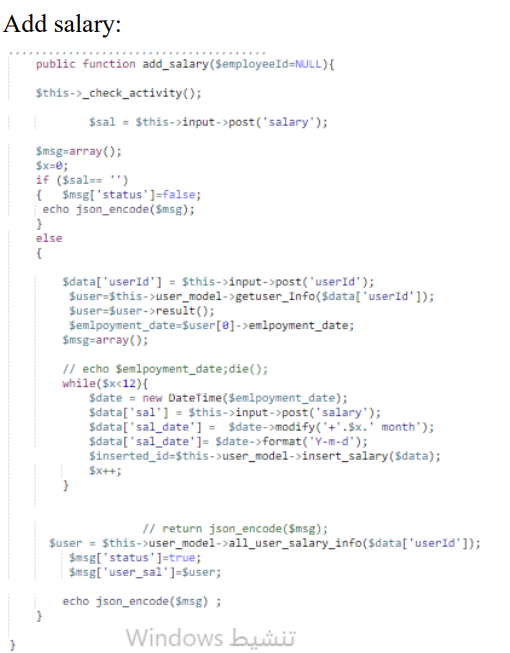 Add salary:
public function add_salary($employeeId=NULL){
$this->_check_activity();
$sal = $this->input->post('salary');
$msg=array();
$x=0;
if ($sal== '')
{   $msg['status']=false;
echo json_encode($msg);
}
else
{
$data['userId'] = $this->input->post('userId');
$user=$this->user_model->getuser_Info($data['userId']);
$user=$user->result();
$emlpoyment_date=$user[0]->emlpoyment_date;
$msg=array();
// echo $emlpoyment_date;die();
while($x<12){
$date = new DateTime($emlpoyment_date);
$data['sal'] = $this->input->post('salary');
$data['sal_date'] =  $date->modify('+'.$x.' month');
$data['sal_date']= $date->format('Y-m-d');
$inserted_id=$this->user_model->insert_salary($data);
$x++;
}
// return json_encode($msg);
$user = $this->user_model->all_user_salary_info($data['userId']);
$msg['status']=true;
$msg['user_sal']=$user;
echo json_encode($msg) ;
}
}
تنشيط Windows